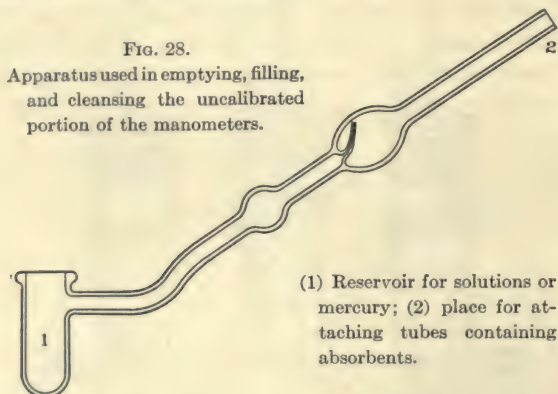 FIG. 28.
Apparatus used in emptying, filling,
and cleansing the uncalibrated
portion of the manometers.
2
(1) Reservoir for solutions or
mercury; (2) place for at-
taching tubes containing
absorbents.
1